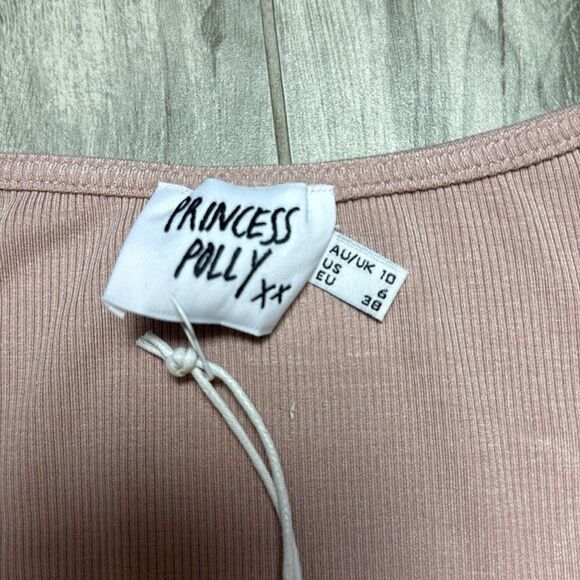 PRINCESS
POLLY
xx
AU/UK 10
US 6
EU 38